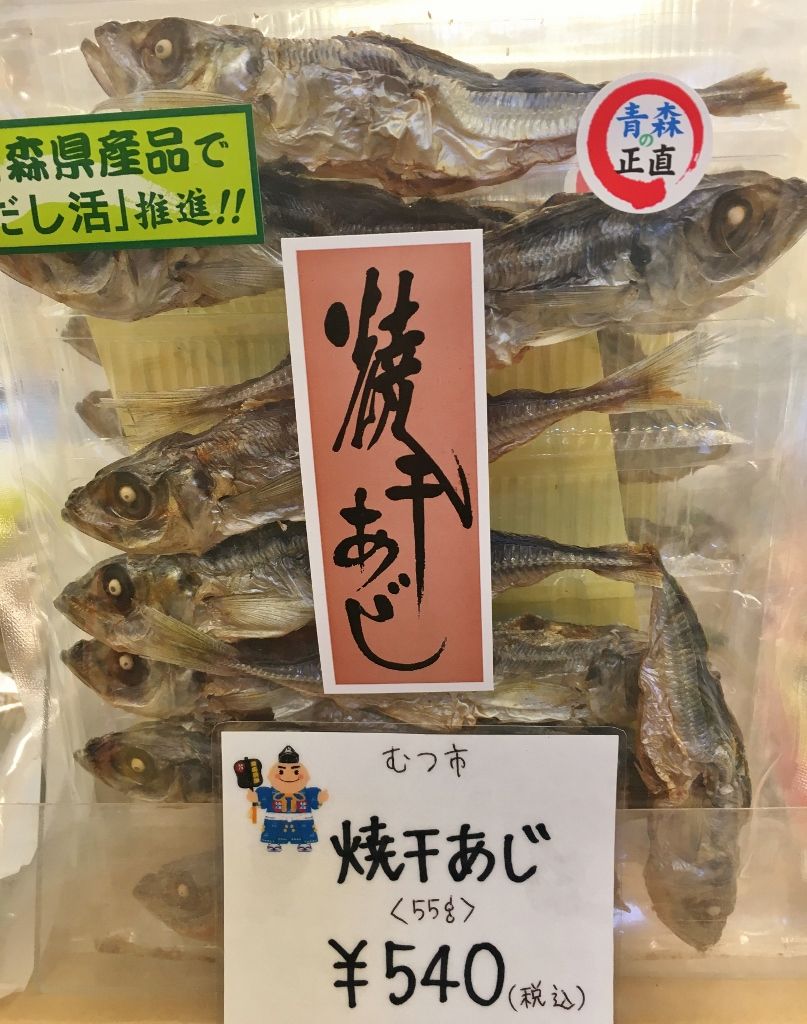 森県産品で
だし活」推進!!
青森
の
正直
焼干あじ
むつ市
焼干あじ
〈55g〉
¥540(税込)